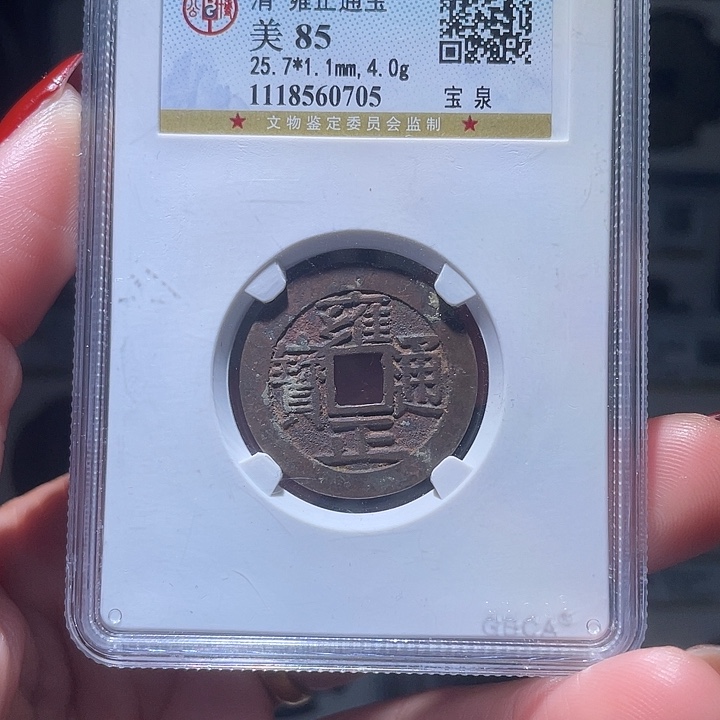 清 雍正通宝
美 85
25.7*1.1mm,4.0g
1118560705 宝泉
★ 文物鉴定委员会监制 ★
雍
寶 通
正
GBCA